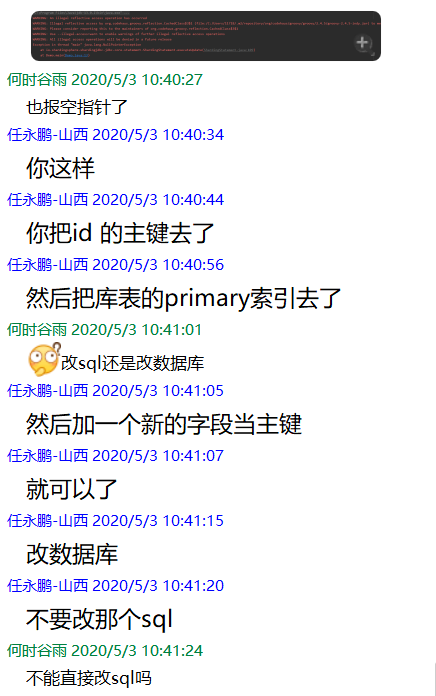 何时谷雨 2020/5/3 10:40:27
也报空指针了
任永鹏-山西 2020/5/3 10:40:34
你这样
任永鹏-山西 2020/5/3 10:40:44
你把id 的主键去了
任永鹏-山西 2020/5/3 10:40:56
然后把库表的primary索引去了
何时谷雨 2020/5/3 10:41:01
改sql还是改数据库
任永鹏-山西 2020/5/3 10:41:05
然后加一个新的字段当主键
任永鹏-山西 2020/5/3 10:41:07
就可以了
任永鹏-山西 2020/5/3 10:41:15
改数据库
任永鹏-山西 2020/5/3 10:41:20
不要改那个sql
何时谷雨 2020/5/3 10:41:24
不能直接改sql吗